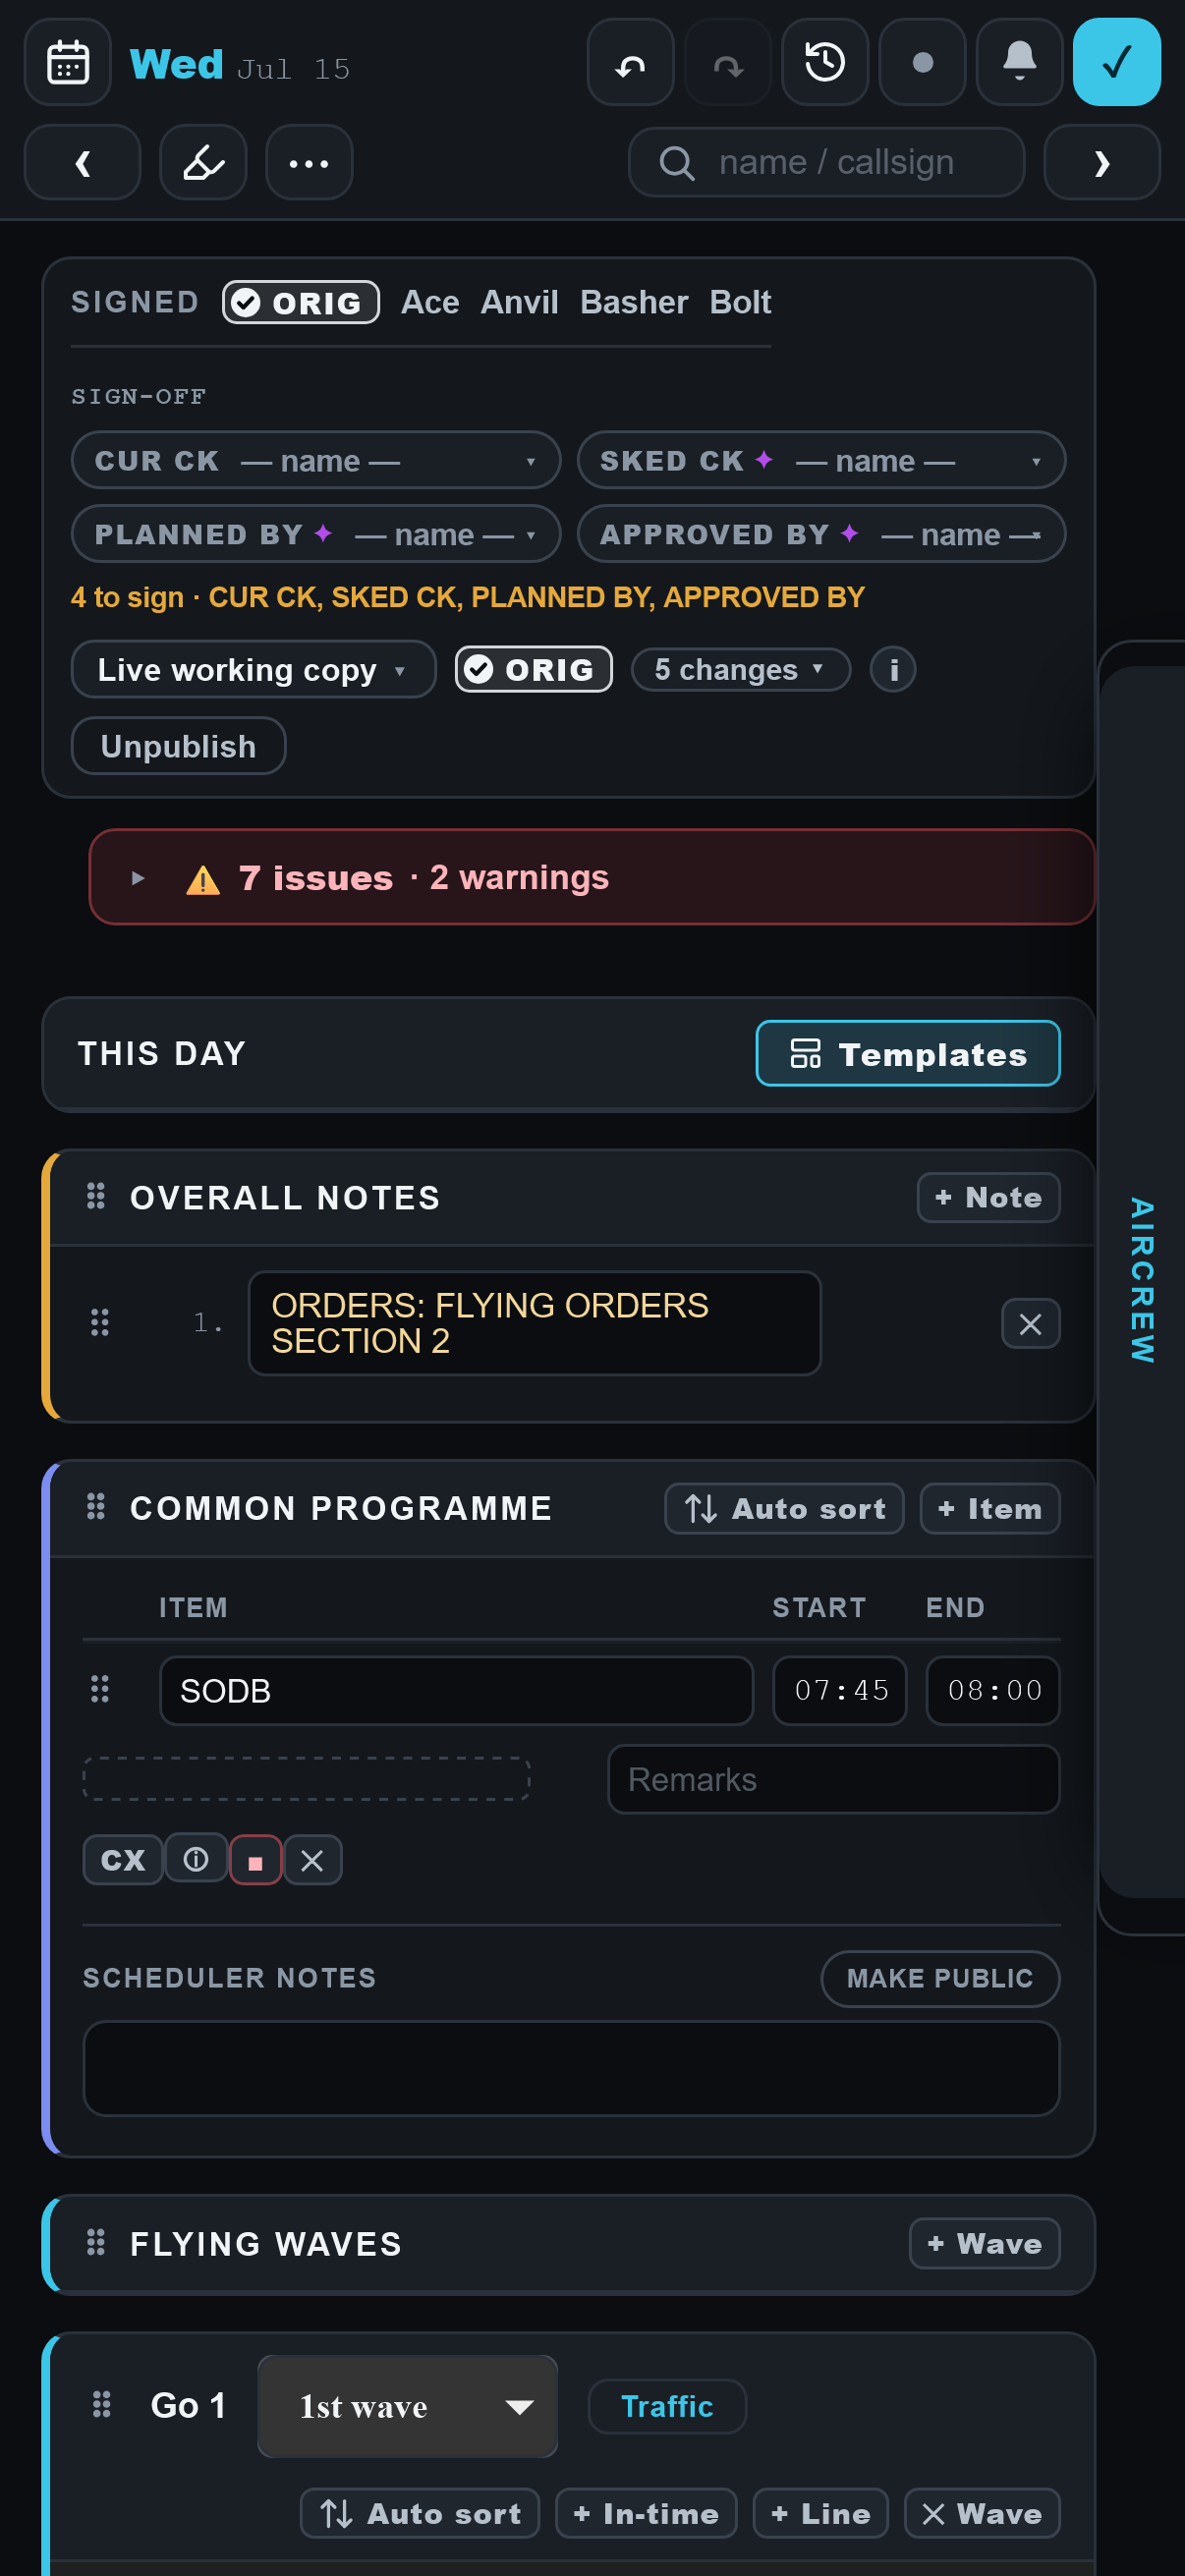 Wed Jul 15
name / callsign
SIGNED ORIG Ace Anvil Basher Bolt
SIGN-OFF
CUR CK — name —
SKED CK — name —
PLANNED BY — name —
APPROVED BY — name —
4 to sign · CUR CK, SKED CK, PLANNED BY, APPROVED BY
Live working copy ORIG 5 changes i
Unpublish
7 issues · 2 warnings
THIS DAY Templates
AIRCREW
OVERALL NOTES + Note
1. ORDERS: FLYING ORDERS
SECTION 2
COMMON PROGRAMME Auto sort + Item
ITEM START END
SODB 07:45 08:00
Remarks
CX
SCHEDULER NOTES MAKE PUBLIC
FLYING WAVES + Wave
Go 1 1st wave Traffic
Auto sort + In-time + Line × Wave